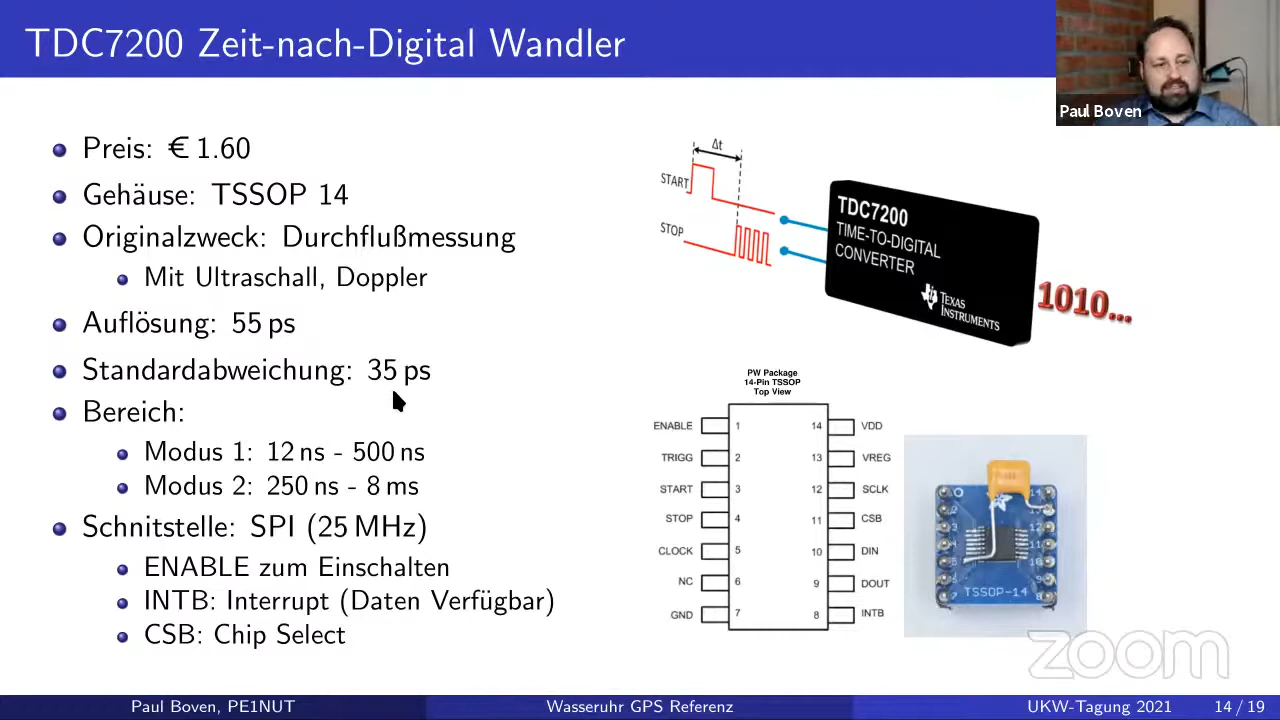 TDC7200 Zeit-nach-Digital Wandler
Paul Boven
Preis: € 1.60
Gehäuse: TSSOP 14
Originalzweck: Durchflußmessung
Mit Ultraschall, Doppler
Auflösung: 55 ps
Standardabweichung: 35 ps
Bereich:
Modus 1: 12 ns - 500 ns
Modus 2: 250 ns - 8 ms
Schnitstelle: SPI (25 MHz)
ENABLE zum Einschalten
INTB: Interrupt (Daten Verfügbar)
CSB: Chip Select
Δt
START
STOP
TDC7200
TIME-TO-DIGITAL
CONVERTER
TEXAS
INSTRUMENTS
1010...
PW Package
14-Pin TSSOP
Top View
ENABLE 1 14 VDD
TRIGG 2 13 VREG
START 3 12 SCLK
STOP 4 11 CSB
CLOCK 5 10 DIN
NC 6 9 DOUT
GND 7 8 INTB
TSSOP-14
zoom
Paul Boven, PE1NUT Wasseruhr GPS Referenz UKW-Tagung 2021 14 / 19